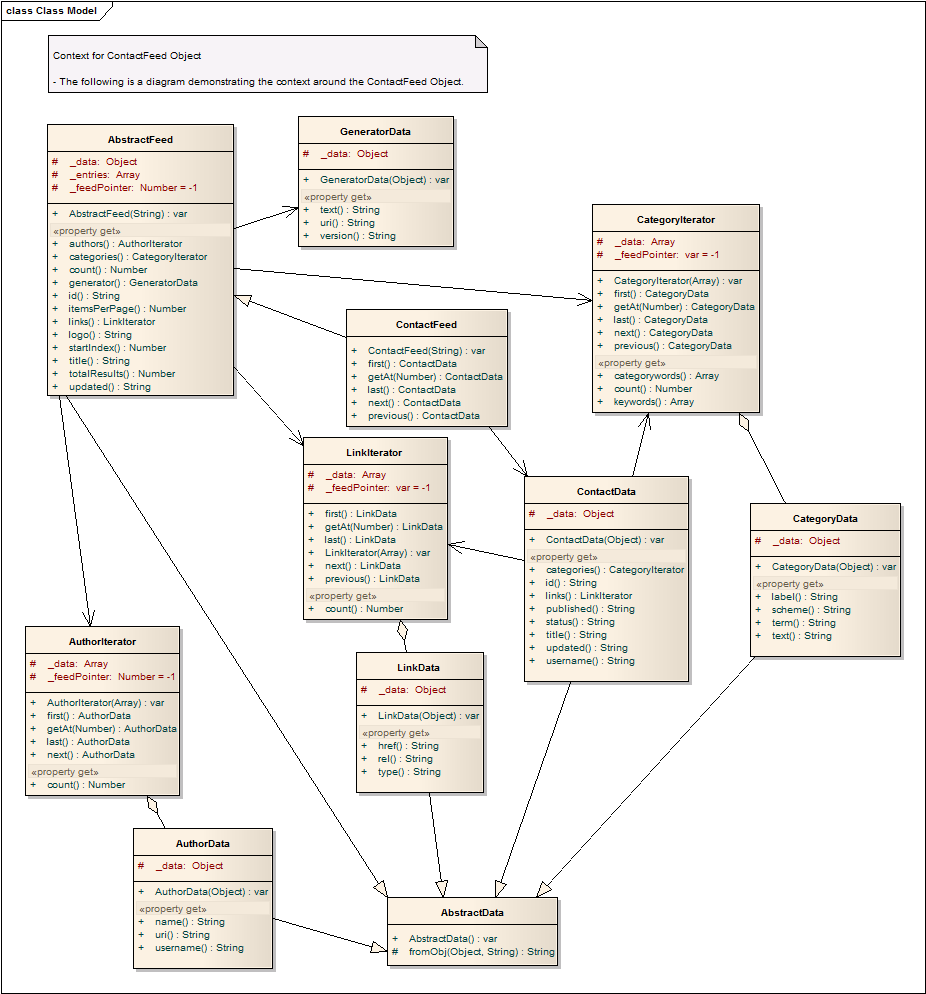 class Class Model
Context for ContactFeed Object
- The following is a diagram demonstrating the context around the ContactFeed Object.
AbstractFeed
# _data: Object
# _entries: Array
# _feedPointer: Number = -1
+ AbstractFeed(String) : var
«property get»
+ authors() : AuthorIterator
+ categories() : CategoryIterator
+ count() : Number
+ generator() : GeneratorData
+ id() : String
+ itemsPerPage() : Number
+ links() : LinkIterator
+ logo() : String
+ startIndex() : Number
+ title() : String
+ totalResults() : Number
+ updated() : String
GeneratorData
# _data: Object
+ GeneratorData(Object) : var
«property get»
+ text() : String
+ uri() : String
+ version() : String
CategoryIterator
# _data: Array
# _feedPointer: var = -1
+ CategoryIterator(Array) : var
+ first() : CategoryData
+ getAt(Number) : CategoryData
+ last() : CategoryData
+ next() : CategoryData
+ previous() : CategoryData
«property get»
+ categorywords() : Array
+ count() : Number
+ keywords() : Array
ContactFeed
+ ContactFeed(String) : var
+ first() : ContactData
+ getAt(Number) : ContactData
+ last() : ContactData
+ next() : ContactData
+ previous() : ContactData
LinkIterator
# _data: Array
# _feedPointer: var = -1
+ first() : LinkData
+ getAt(Number) : LinkData
+ last() : LinkData
+ LinkIterator(Array) : var
+ next() : LinkData
+ previous() : LinkData
«property get»
+ count() : Number
ContactData
# _data: Object
+ ContactData(Object) : var
«property get»
+ categories() : CategoryIterator
+ id() : String
+ links() : LinkIterator
+ published() : String
+ status() : String
+ title() : String
+ updated() : String
+ username() : String
CategoryData
# _data: Object
+ CategoryData(Object) : var
«property get»
+ label() : String
+ scheme() : String
+ term() : String
+ text() : String
AuthorIterator
# _data: Array
# _feedPointer: Number = -1
+ AuthorIterator(Array) : var
+ first() : AuthorData
+ getAt(Number) : AuthorData
+ last() : AuthorData
+ next() : AuthorData
«property get»
+ count() : Number
LinkData
# _data: Object
+ LinkData(Object) : var
«property get»
+ href() : String
+ rel() : String
+ type() : String
AuthorData
# _data: Object
+ AuthorData(Object) : var
«property get»
+ name() : String
+ uri() : String
+ username() : String
AbstractData
+ AbstractData() : var
# fromObj(Object, String) : String